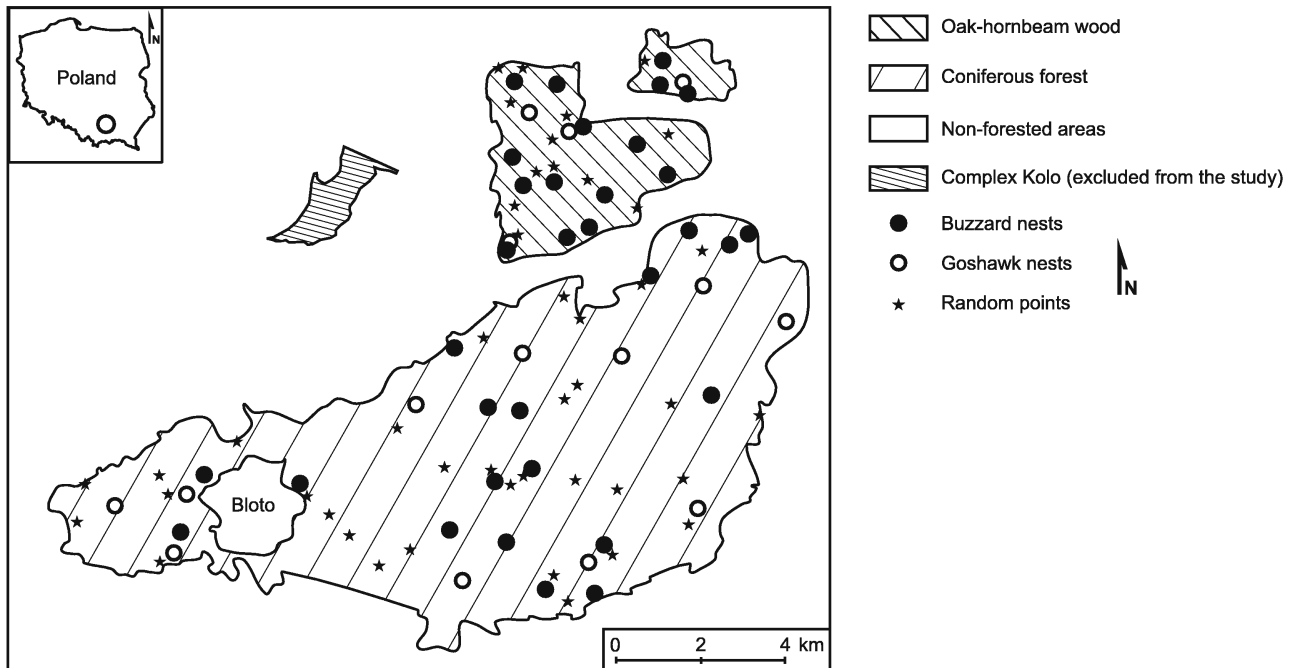 N
Poland
Bloto
0 2 4 km
Oak-hornbeam wood
Coniferous forest
Non-forested areas
Complex Kolo (excluded from the study)
Buzzard nests
Goshawk nests
Random points
N